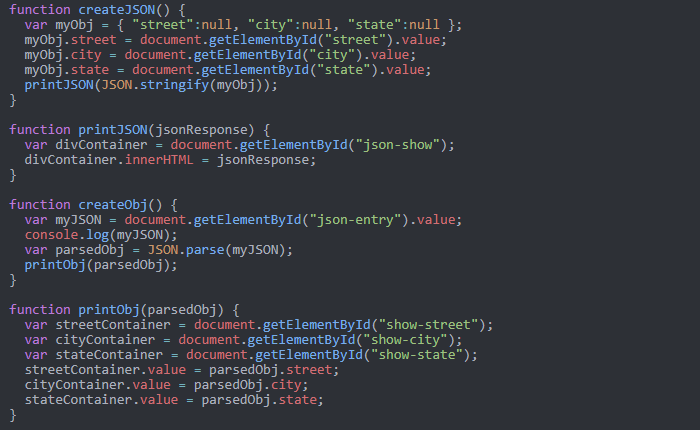 function createJSON() {
  var myObj = { "street":null, "city":null, "state":null };
  myObj.street = document.getElementById("street").value;
  myObj.city = document.getElementById("city").value;
  myObj.state = document.getElementById("state").value;
  printJSON(JSON.stringify(myObj));
}

function printJSON(jsonResponse) {
  var divContainer = document.getElementById("json-show");
  divContainer.innerHTML = jsonResponse;
}

function createObj() {
  var myJSON = document.getElementById("json-entry").value;
  console.log(myJSON);
  var parsedObj = JSON.parse(myJSON);
  printObj(parsedObj);
}

function printObj(parsedObj) {
  var streetContainer = document.getElementById("show-street");
  var cityContainer = document.getElementById("show-city");
  var stateContainer = document.getElementById("show-state");
  streetContainer.value = parsedObj.street;
  cityContainer.value = parsedObj.city;
  stateContainer.value = parsedObj.state;
}